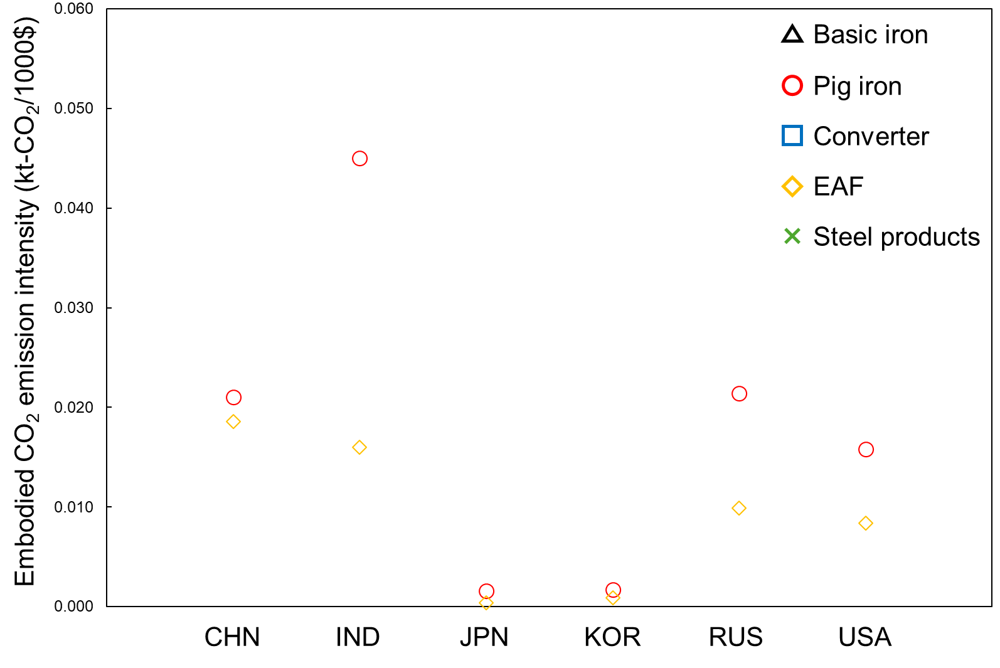 Embodied CO₂ emission intensity (kt-CO₂/1000$)
0.060
0.050
0.040
0.030
0.020
0.010
0.000
Basic iron
Pig iron
Converter
EAF
Steel products
CHN IND JPN KOR RUS USA